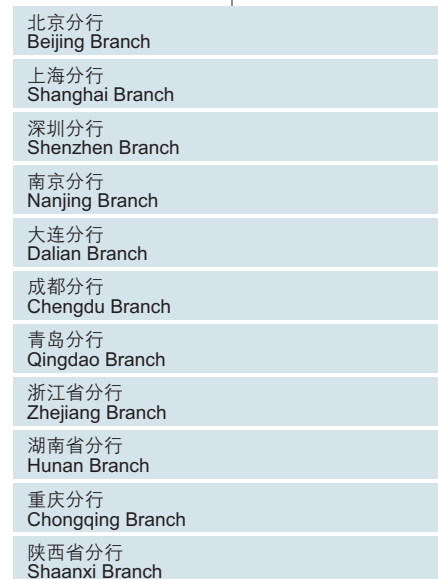 北京分行
Beijing Branch
上海分行
Shanghai Branch
深圳分行
Shenzhen Branch
南京分行
Nanjing Branch
大连分行
Dalian Branch
成都分行
Chengdu Branch
青岛分行
Qingdao Branch
浙江省分行
Zhejiang Branch
湖南省分行
Hunan Branch
重庆分行
Chongqing Branch
陕西省分行
Shaanxi Branch